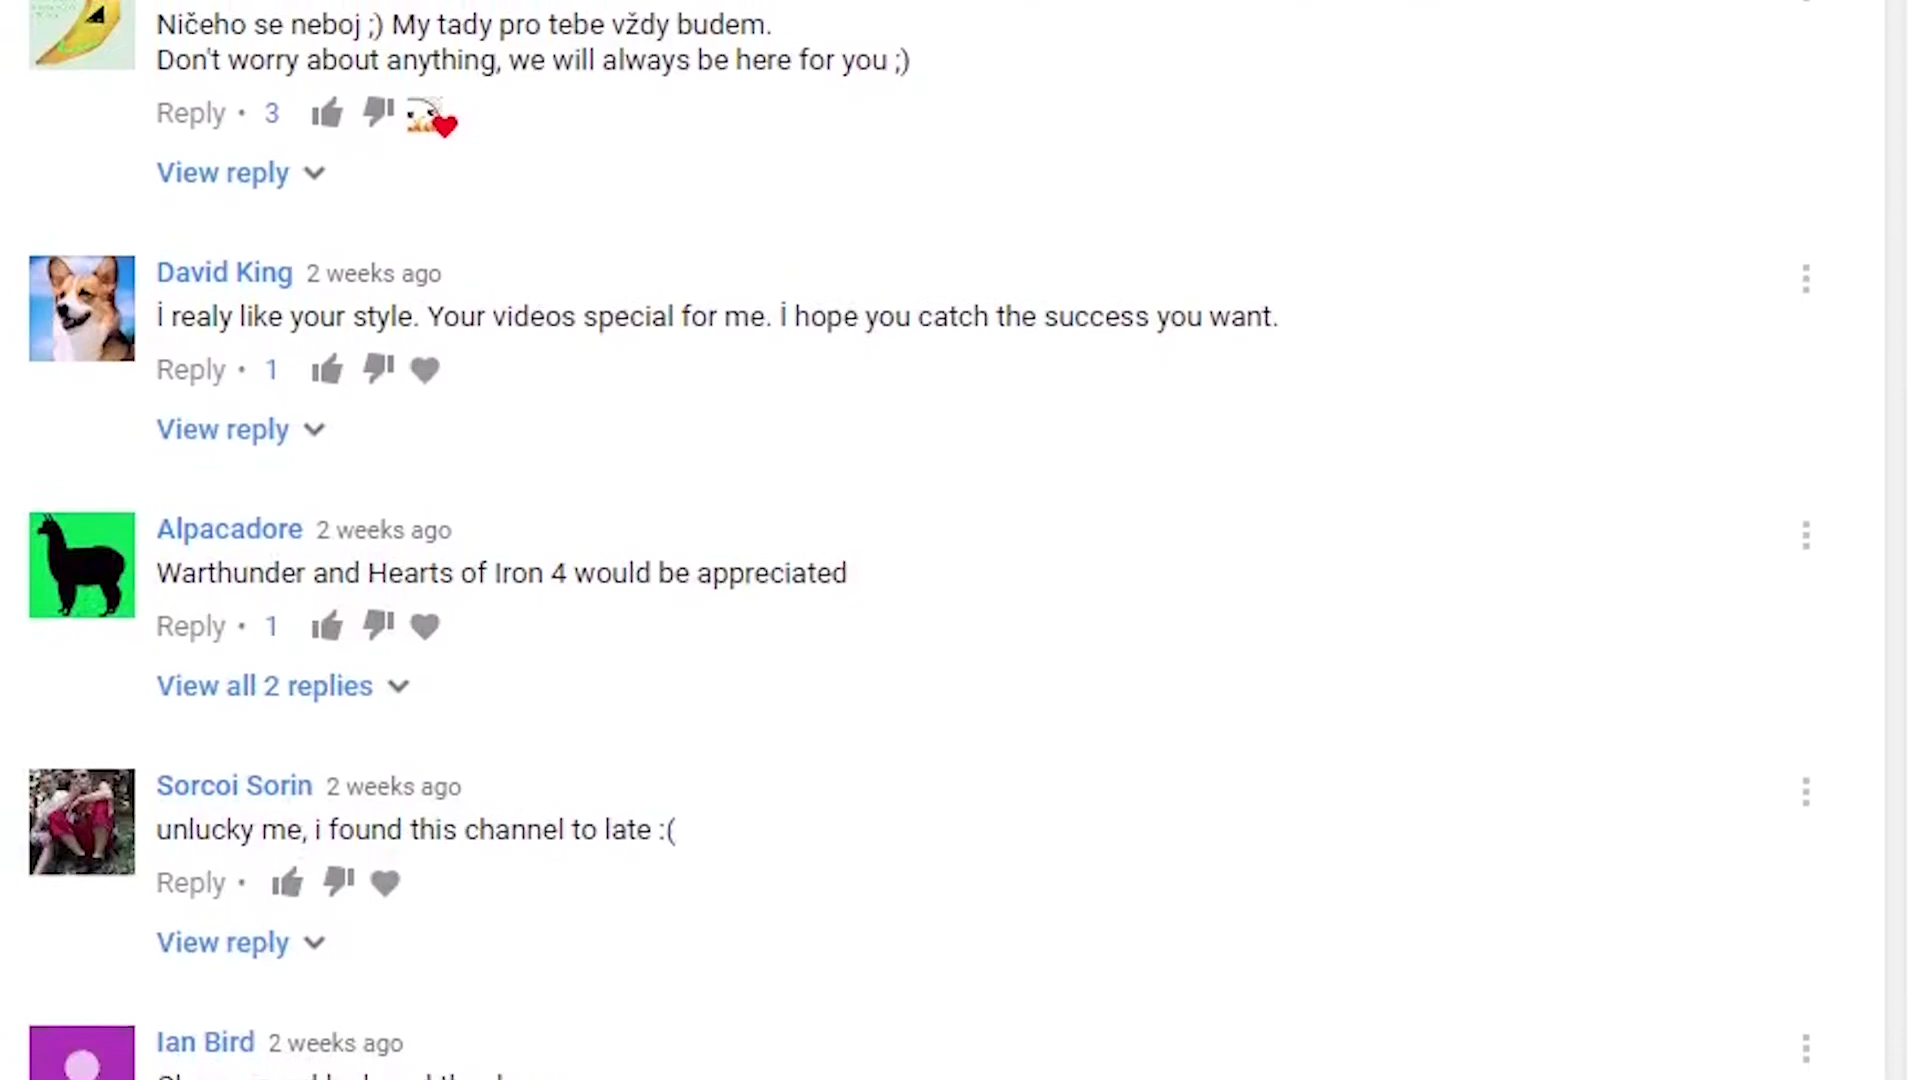 Ničeho se neboj ;) My tady pro tebe vždy budem.
Don't worry about anything, we will always be here for you ;)
Reply • 3
View reply
David King 2 weeks ago
İ realy like your style. Your videos special for me. İ hope you catch the success you want.
Reply • 1
View reply
Alpacadore 2 weeks ago
Warthunder and Hearts of Iron 4 would be appreciated
Reply • 1
View all 2 replies
Sorcoi Sorin 2 weeks ago
unlucky me, i found this channel to late :(
Reply •
View reply
Ian Bird 2 weeks ago